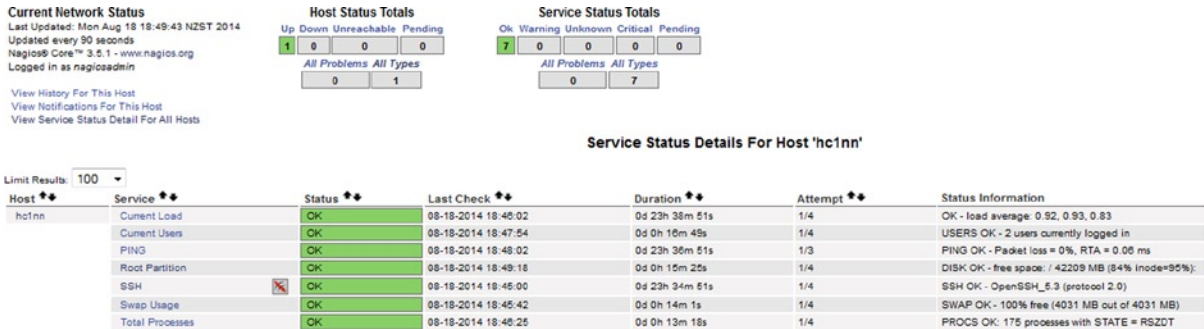 Current Network Status
Last Updated: Mon Aug 18 18:49:43 NZST 2014
Updated every 90 seconds
Nagios® Core™ 3.5.1 - www.nagios.org
Logged in as nagiosadmin
View History For This Host
View Notifications For This Host
View Service Status Detail For All Hosts
Host Status Totals
Up Down Unreachable Pending
1 0 0 0
All Problems All Types
0 1
Service Status Totals
Ok Warning Unknown Critical Pending
7 0 0 0 0
All Problems All Types
0 7
Service Status Details For Host 'hc1nn'
Limit Results: 100
Host Service Status Last Check Duration Attempt Status Information
hc1nn Current Load OK 08-18-2014 18:46:02 0d 23h 38m 51s 1/4 OK - load average: 0.92, 0.93, 0.83
Current Users OK 08-18-2014 18:47:54 0d 0h 16m 49s 1/4 USERS OK - 2 users currently logged in
PING OK 08-18-2014 18:48:02 0d 23h 36m 51s 1/3 PING OK - Packet loss = 0%, RTA = 0.06 ms
Root Partition OK 08-18-2014 18:49:18 0d 0h 15m 25s 1/4 DISK OK - free space: / 42209 MB (84% inode=95%):
SSH OK 08-18-2014 18:45:00 0d 23h 34m 51s 1/4 SSH OK - OpenSSH_5.3 (protocol 2.0)
Swap Usage OK 08-18-2014 18:45:42 0d 0h 14m 1s 1/4 SWAP OK - 100% free (4031 MB out of 4031 MB)
Total Processes OK 08-18-2014 18:46:25 0d 0h 13m 18s 1/4 PROCS OK: 175 processes with STATE = RSZDT